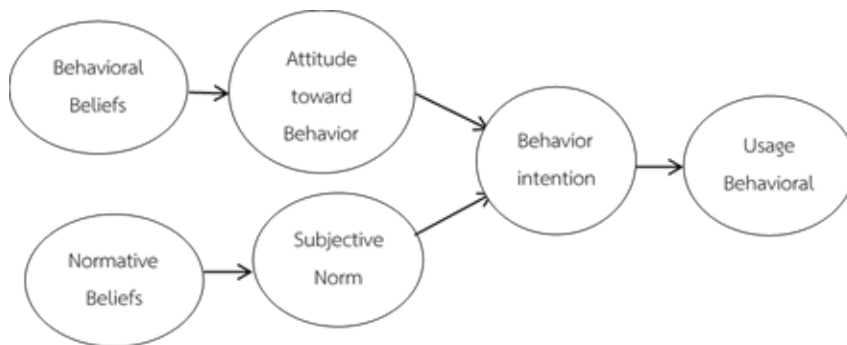 Behavioral
Beliefs
Attitude
toward
Behavior
Behavior
intention
Usage
Behavioral
Normative
Beliefs
Subjective
Norm